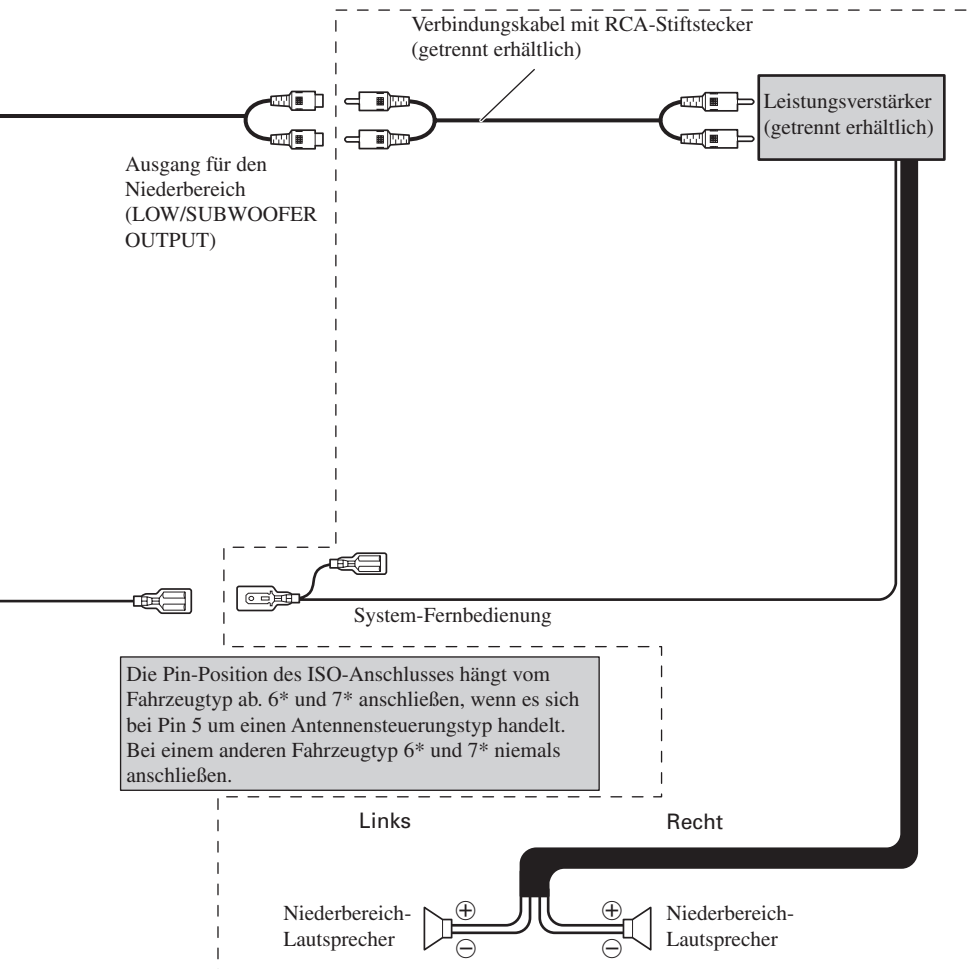 Verbindungskabel mit RCA-Stiftstecker
(getrennt erhältlich)
Leistungsverstärker
(getrennt erhältlich)
Ausgang für den
Niederbereich
(LOW/SUBWOOFER
OUTPUT)
System-Fernbedienung
Die Pin-Position des ISO-Anschlusses hängt vom
Fahrzeugtyp ab. 6* und 7* anschließen, wenn es sich
bei Pin 5 um einen Antennensteuerungstyp handelt.
Bei einem anderen Fahrzeugtyp 6* und 7* niemals
anschließen.
Links
Recht
Niederbereich-
Lautsprecher
⊕
⊖
⊕
⊖
Niederbereich-
Lautsprecher